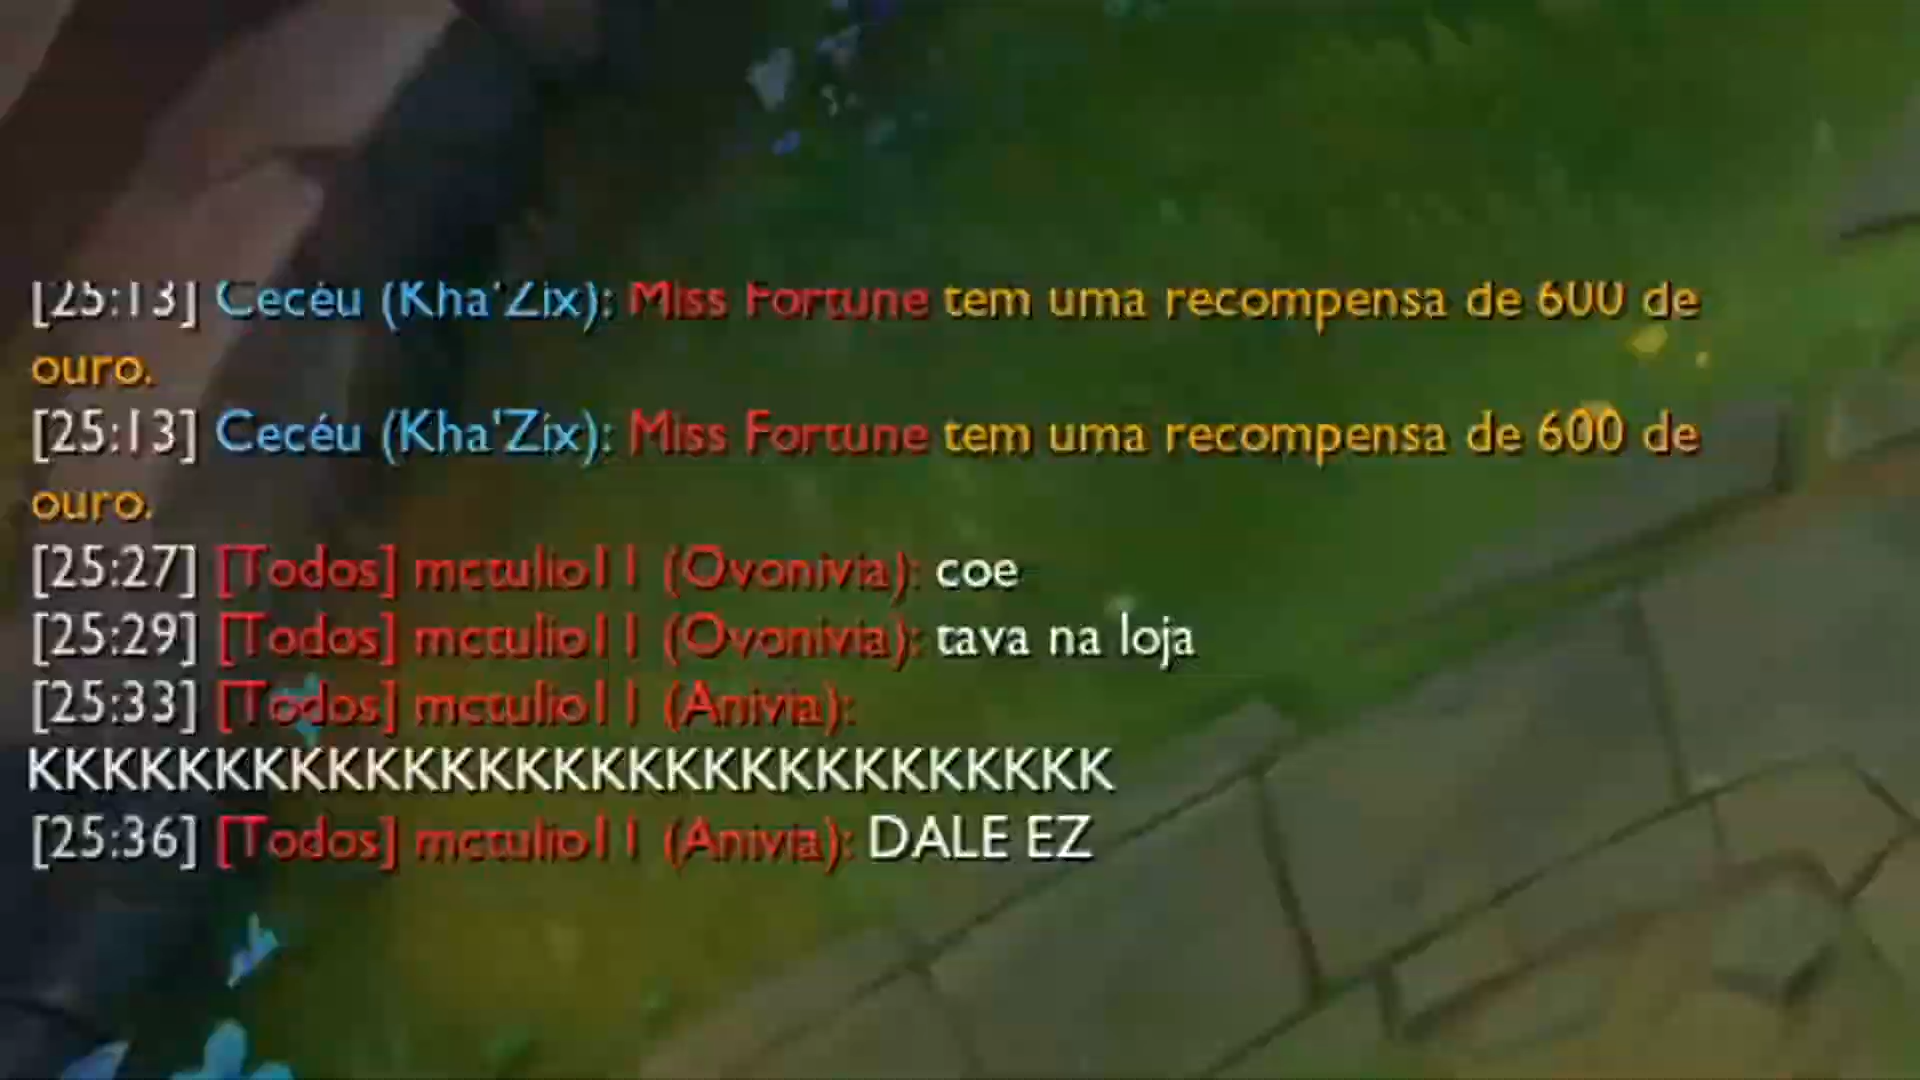 [25:13] Cecéu (Kha'Zix): Miss Fortune tem uma recompensa de 600 de
ouro.
[25:13] Cecéu (Kha'Zix): Miss Fortune tem uma recompensa de 600 de
ouro.
[25:27] [Todos] mctulio11 (Ovonivia): coe
[25:29] [Todos] mctulio11 (Ovonivia): tava na loja
[25:33] [Todos] mctulio11 (Anivia):
KKKKKKKKKKKKKKKKKKKKKKKKKKKKK
[25:36] [Todos] mctulio11 (Anivia): DALE EZ